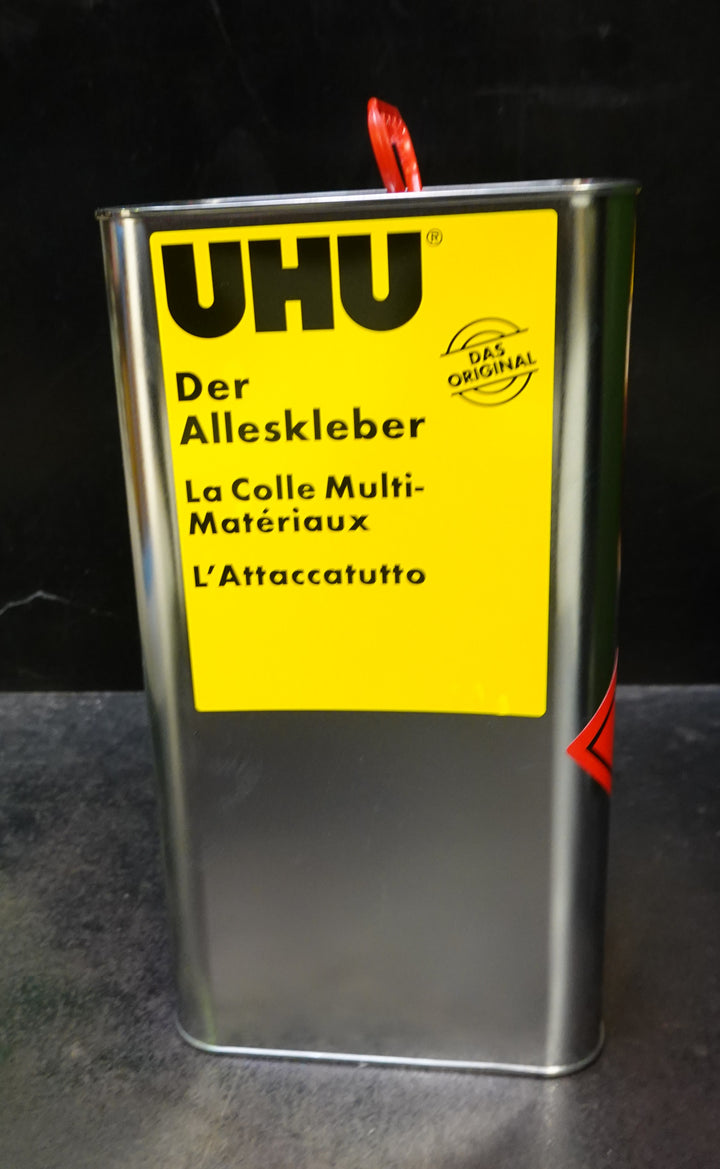 UHU®
DAS
ORIGINAL
Der
Alleskleber
La Colle Multi-
Matériaux
L'Attaccatutto